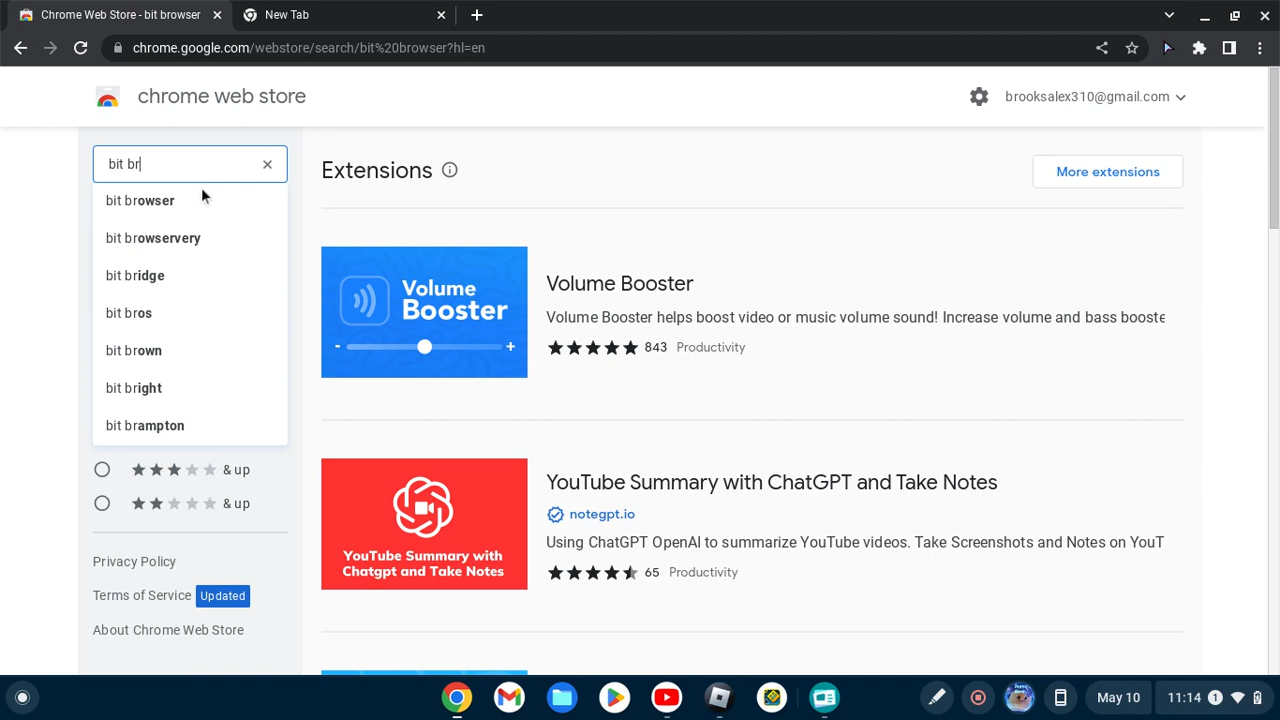 Chrome Web Store - bit browser
New Tab
chrome.google.com/webstore/search/bit%20browser?hl=en
chrome web store
brooksalex310@gmail.com
bit br
bit browser
bit browservery
bit bridge
bit bros
bit brown
bit bright
bit brampton
& up
& up
Privacy Policy
Terms of Service Updated
About Chrome Web Store
Extensions
More extensions
Volume
Booster
- +
Volume Booster
Volume Booster helps boost video or music volume sound! Increase volume and bass booste
843 Productivity
YouTube Summary with
Chatgpt and Take Notes
YouTube Summary with ChatGPT and Take Notes
notegpt.io
Using ChatGPT OpenAI to summarize YouTube videos. Take Screenshots and Notes on YouT
65 Productivity
May 10
11:14 1